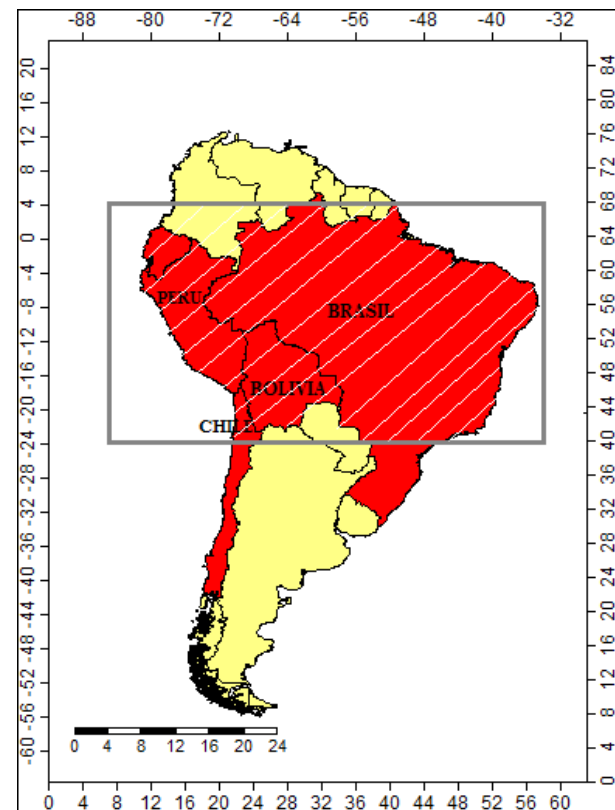 -88 -80 -72 -64 -56 -48 -40 -32
20 16 12 8 4 0 -4 -8 -12 -16 -20 -24 -28 -32 -36 -40 -44 -48 -52 -56 -60
84 80 76 72 68 64 60 56 52 48 44 40 36 32 28 24 20 16 12 8 4 0
PERU
BRASIL
BOLIVIA
CHILE
0 4 8 12 16 20 24
0 4 8 12 16 20 24 28 32 36 40 44 48 52 56 60